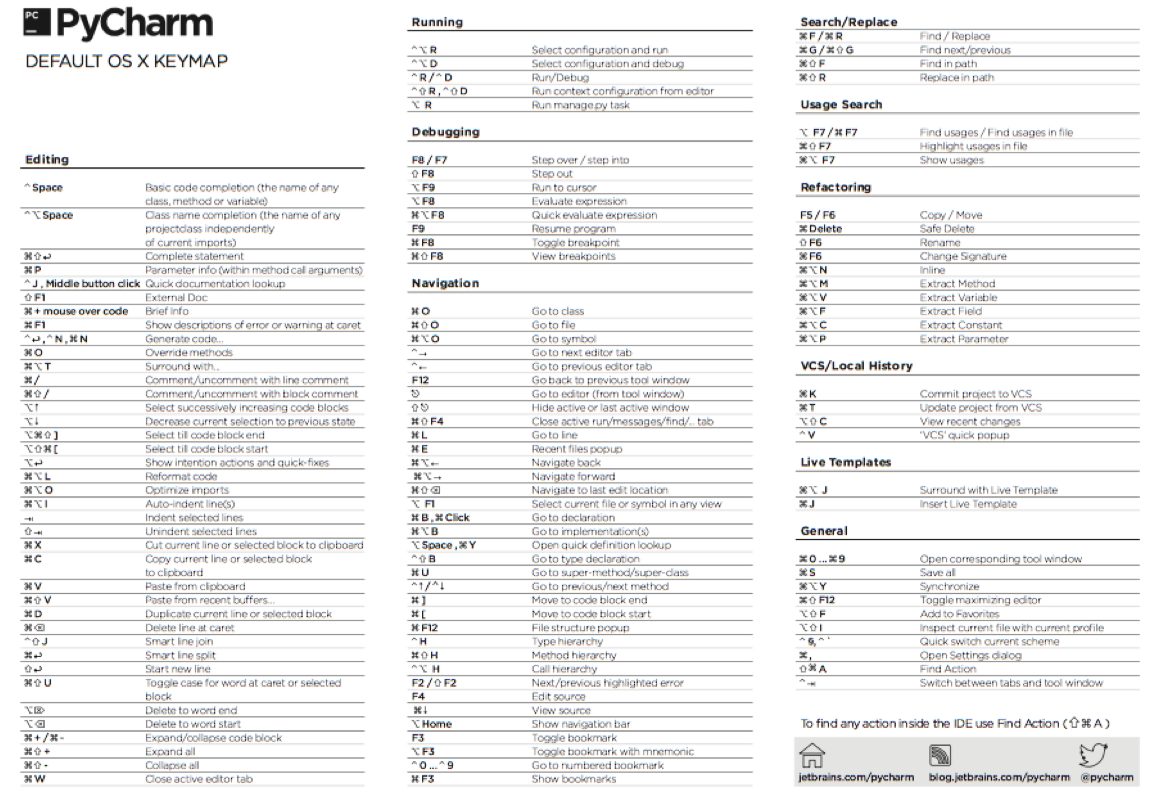 PC PyCharm
DEFAULT OS X KEYMAP
Editing
^ Space Basic code completion (the name of any
class, method or variable)
^⌥ Space Class name completion (the name of any
projectclass independently
of current imports)
⌘⇧↩ Complete statement
⌘ P Parameter info (within method call arguments)
^ J , Middle button click Quick documentation lookup
⇧ F1 External Doc
⌘ + mouse over code Brief Info
⌘ F1 Show descriptions of error or warning at caret
^ ↩ , ^ N , ⌘ N Generate code...
⌘ O Override methods
⌘⌥ T Surround with...
⌘ / Comment/uncomment with line comment
⌘⇧ / Comment/uncomment with block comment
⌥↑ Select successively increasing code blocks
⌥↓ Decrease current selection to previous state
⌥⌘⇧ ] Select till code block end
⌥⇧⌘ [ Select till code block start
⌥↩ Show intention actions and quick-fixes
⌘⌥ L Reformat code
⌘⌥ O Optimize imports
⌘⌥ I Auto-indent line(s)
⇥ Indent selected lines
⇧⇥ Unindent selected lines
⌘ X Cut current line or selected block to clipboard
⌘ C Copy current line or selected block
to clipboard
⌘ V Paste from clipboard
⌘⇧ V Paste from recent buffers...
⌘ D Duplicate current line or selected block
⌘⌫ Delete line at caret
^⇧ J Smart line join
⌘↩ Smart line split
⇧↩ Start new line
⌘⇧ U Toggle case for word at caret or selected
block
⌥⌦ Delete to word end
⌥⌫ Delete to word start
⌘ + / ⌘ - Expand/collapse code block
⌘⇧ + Expand all
⌘⇧ - Collapse all
⌘ W Close active editor tab
Running
^⌥ R Select configuration and run
^⌥ D Select configuration and debug
^ R / ^ D Run/Debug
^⇧ R , ^⇧ D Run context configuration from editor
⌥ R Run manage.py task
Debugging
F8 / F7 Step over / step into
⇧ F8 Step out
⌥ F9 Run to cursor
⌥ F8 Evaluate expression
⌘⌥ F8 Quick evaluate expression
F9 Resume program
⌘ F8 Toggle breakpoint
⌘⇧ F8 View breakpoints
Navigation
⌘ O Go to class
⌘⇧ O Go to file
⌘⌥ O Go to symbol
^ → Go to next editor tab
^ ← Go to previous editor tab
F12 Go back to previous tool window
⎋ Go to editor (from tool window)
⇧⎋ Hide active or last active window
⌘⇧ F4 Close active run/messages/find/... tab
⌘ L Go to line
⌘ E Recent files popup
⌘⌥ ← Navigate back
⌘⌥ → Navigate forward
⌘⇧⌫ Navigate to last edit location
⌥ F1 Select current file or symbol in any view
⌘ B , ⌘ Click Go to declaration
⌘⌥ B Go to implementation(s)
⌥ Space , ⌘ Y Open quick definition lookup
^⇧ B Go to type declaration
⌘ U Go to super-method/super-class
^ ↑ / ^ ↓ Go to previous/next method
⌘ ] Move to code block end
⌘ [ Move to code block start
⌘ F12 File structure popup
^ H Type hierarchy
⌘⇧ H Method hierarchy
^⌥ H Call hierarchy
F2 / ⇧ F2 Next/previous highlighted error
F4 Edit source
⌘↓ View source
⌥ Home Show navigation bar
F3 Toggle bookmark
⌥ F3 Toggle bookmark with mnemonic
^ 0 ... ^ 9 Go to numbered bookmark
⌘ F3 Show bookmarks
Search/Replace
⌘ F / ⌘ R Find / Replace
⌘ G / ⌘⇧ G Find next/previous
⌘⇧ F Find in path
⌘⇧ R Replace in path
Usage Search
⌥ F7 / ⌘ F7 Find usages / Find usages in file
⌘⇧ F7 Highlight usages in file
⌘⌥ F7 Show usages
Refactoring
F5 / F6 Copy / Move
⌘ Delete Safe Delete
⇧ F6 Rename
⌘ F6 Change Signature
⌘⌥ N Inline
⌘⌥ M Extract Method
⌘⌥ V Extract Variable
⌘⌥ F Extract Field
⌘⌥ C Extract Constant
⌘⌥ P Extract Parameter
VCS/Local History
⌘ K Commit project to VCS
⌘ T Update project from VCS
⌥⇧ C View recent changes
^ V 'VCS' quick popup
Live Templates
⌘⌥ J Surround with Live Template
⌘ J Insert Live Template
General
⌘ 0 ... ⌘ 9 Open corresponding tool window
⌘ S Save all
⌘⌥ Y Synchronize
⌘⇧ F12 Toggle maximizing editor
⌥⇧ F Add to Favorites
⌥⇧ I Inspect current file with current profile
^ §, ^ ` Quick switch current scheme
⌘ , Open Settings dialog
⇧⌘ A Find Action
^ ⇥ Switch between tabs and tool window
To find any action inside the IDE use Find Action (⇧⌘ A )
jetbrains.com/pycharm blog.jetbrains.com/pycharm @pycharm